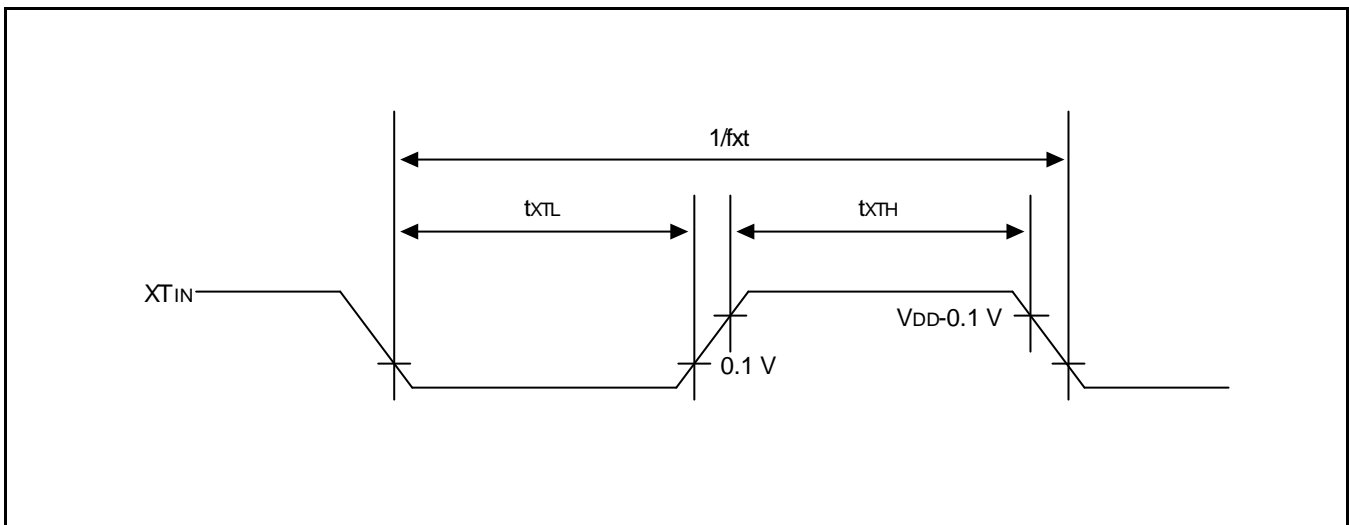 1/fxt
tXTL
tXTH
XTIN
VDD-0.1 V
0.1 V